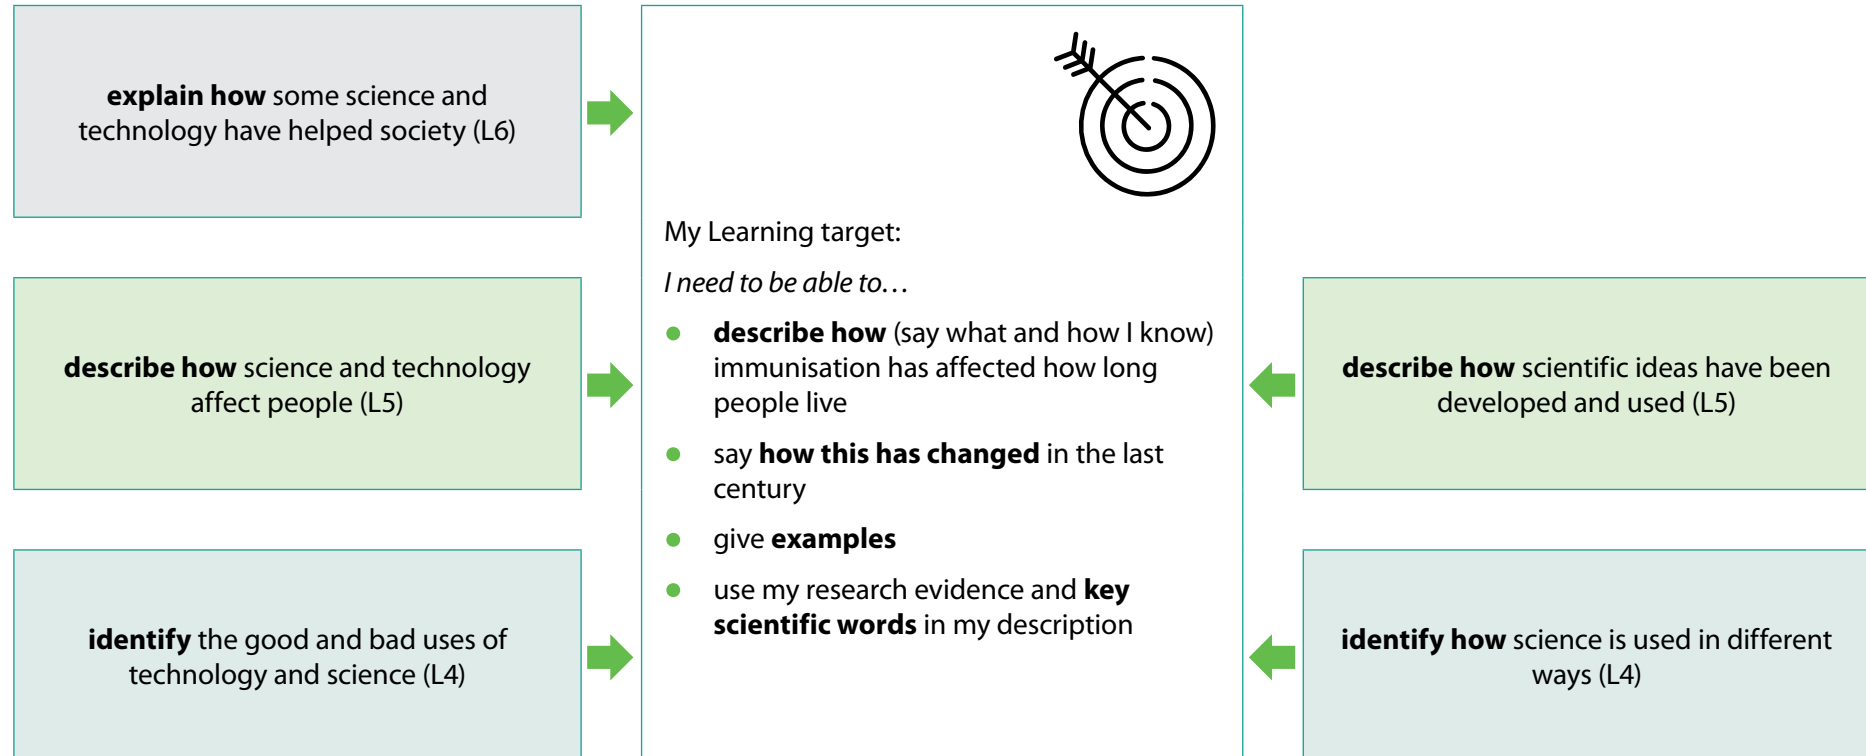 explain how some science and
technology have helped society (L6)
describe how science and technology
affect people (L5)
identify the good and bad uses of
technology and science (L4)
My Learning target:
I need to be able to…
● describe how (say what and how I know)
immunisation has affected how long
people live
● say how this has changed in the last
century
● give examples
● use my research evidence and key
scientific words in my description
describe how scientific ideas have been
developed and used (L5)
identify how science is used in different
ways (L4)